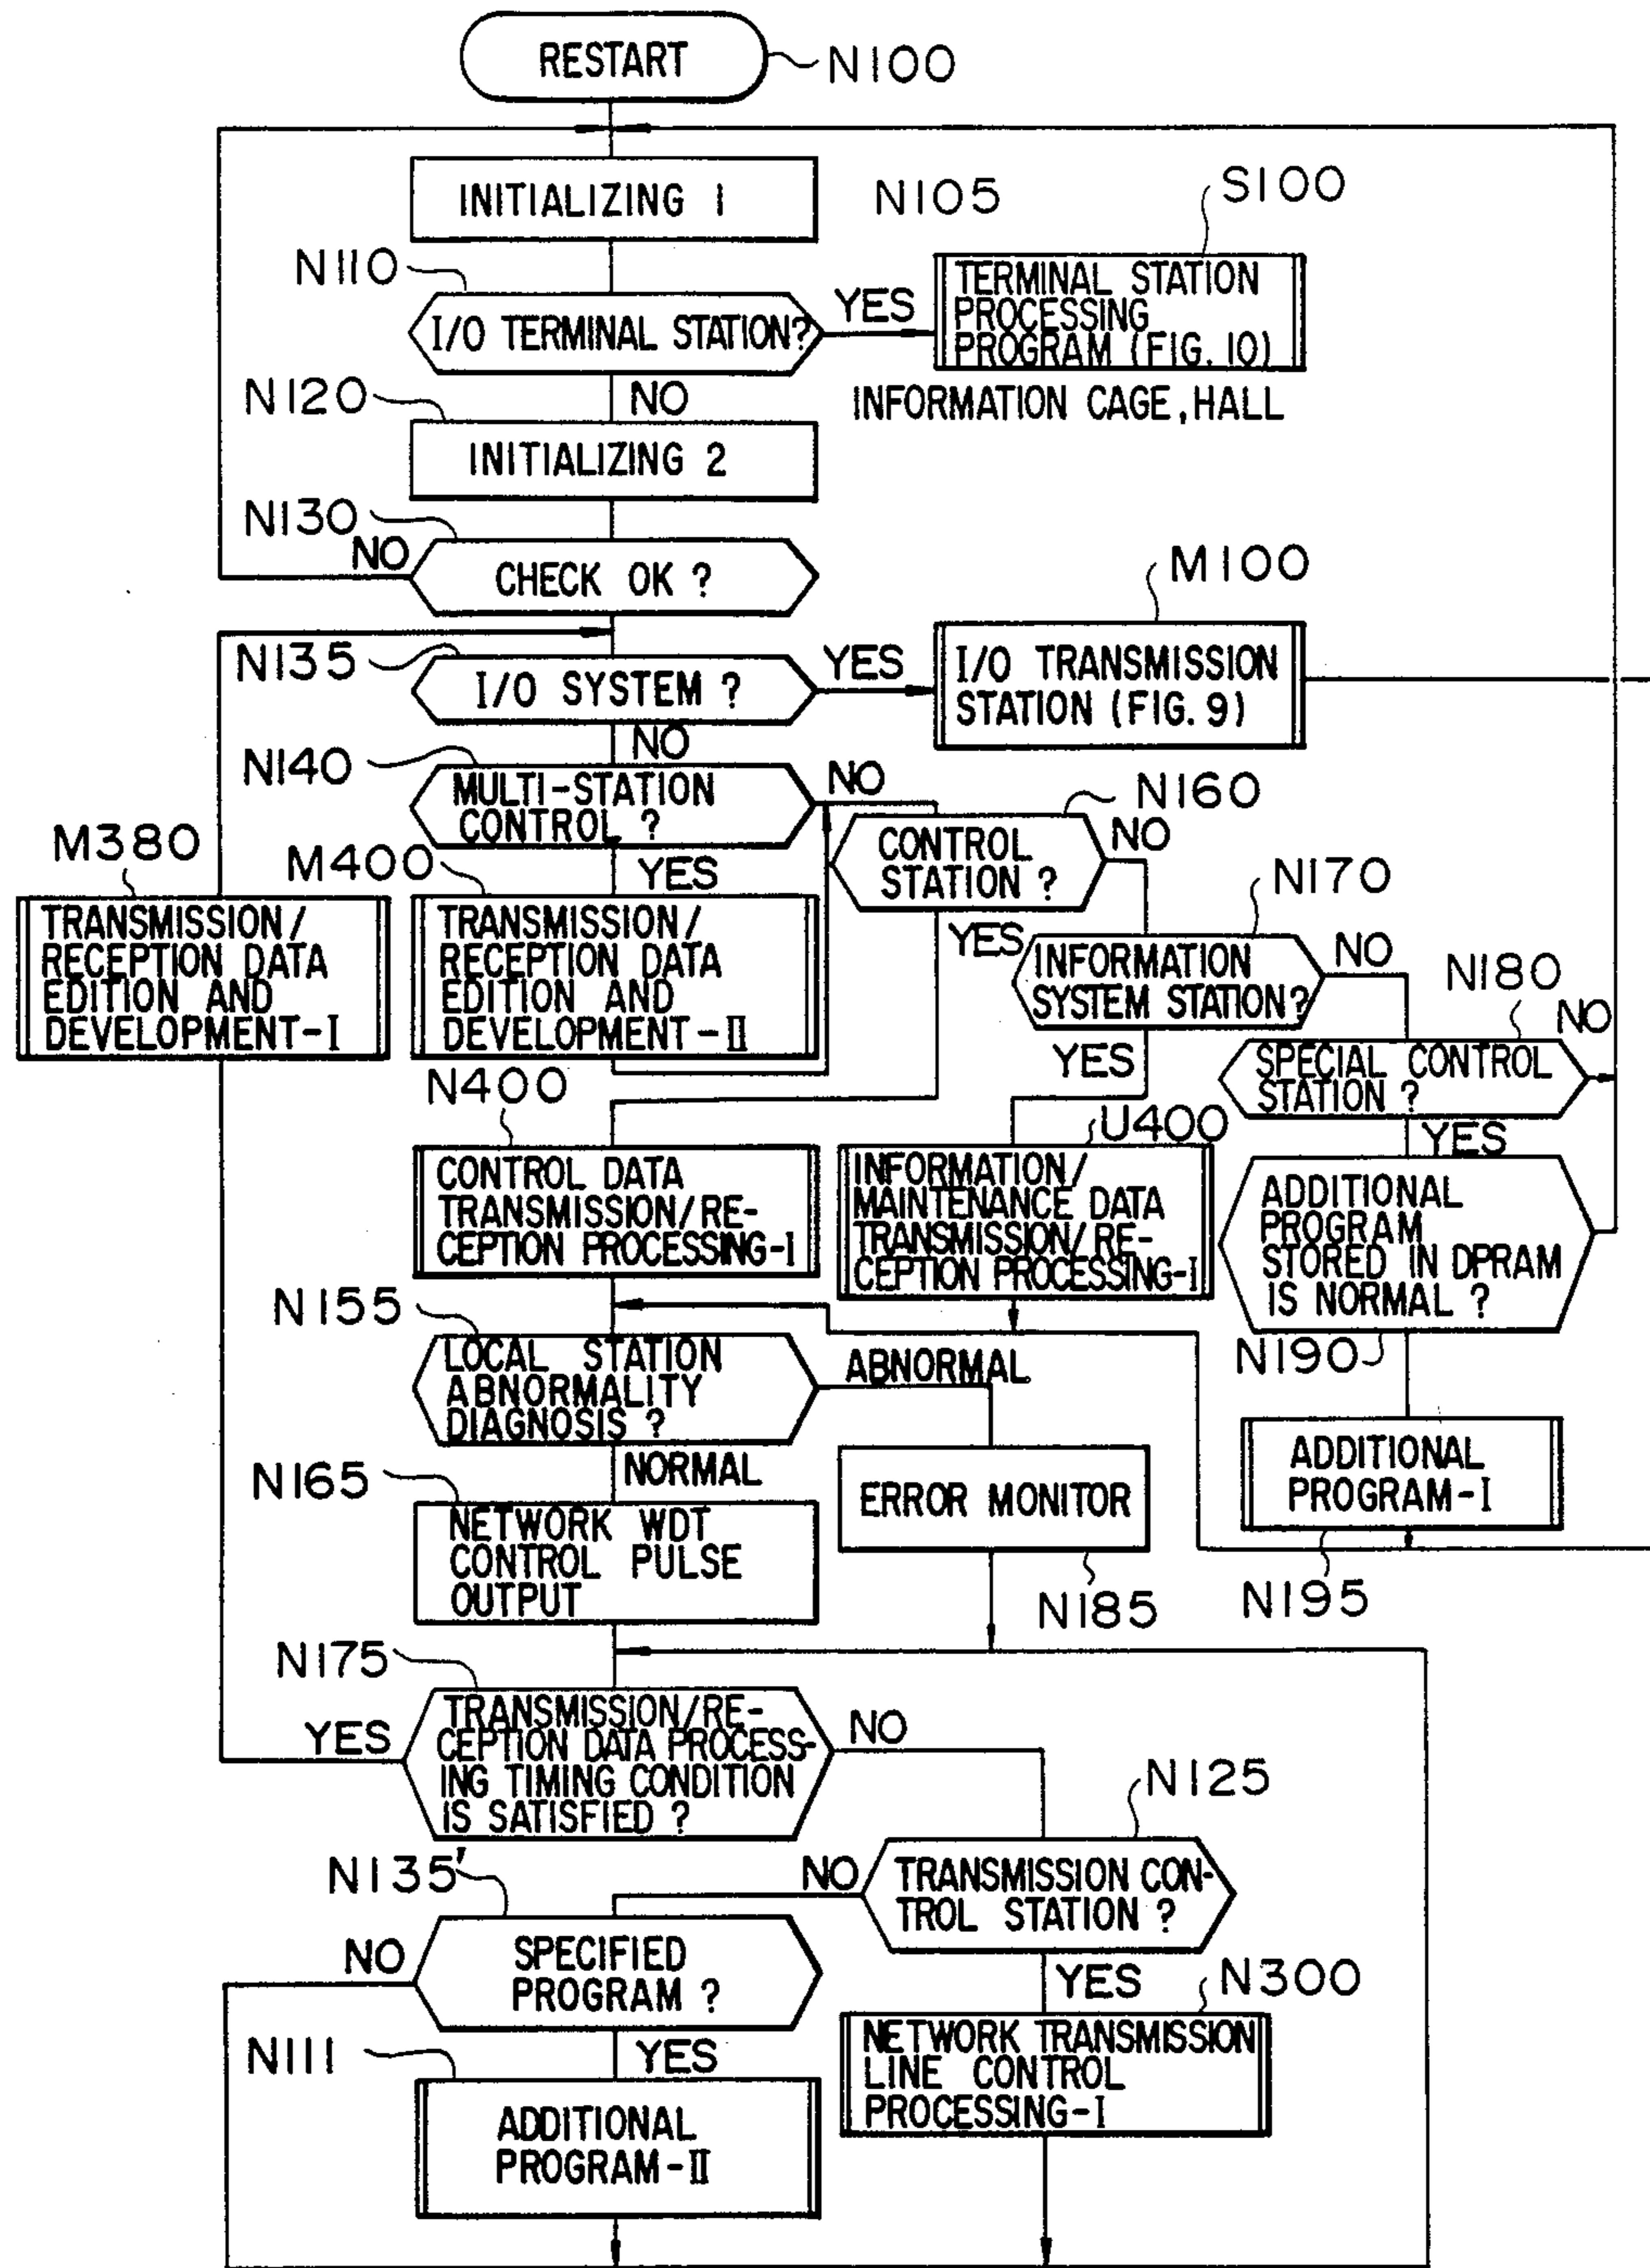 RESTART
N100
INITIALIZING 1
N105
S100
N110
I/O TERMINAL STATION?
YES
TERMINAL STATION
PROCESSING
PROGRAM (FIG. 10)
N120
NO
INFORMATION CAGE, HALL
INITIALIZING 2
N130
NO
CHECK OK ?
M100
N135
I/O SYSTEM ?
YES
I/O TRANSMISSION
STATION (FIG. 9)
NO
N140
MULTI-STATION
CONTROL ?
NO
N160
CONTROL
STATION ?
NO
M380
M400
YES
N170
TRANSMISSION/
RECEPTION DATA
EDITION AND
DEVELOPMENT-I
TRANSMISSION/
RECEPTION DATA
EDITION AND
DEVELOPMENT-II
YES
INFORMATION
SYSTEM STATION?
NO
N180
NO
YES
SPECIAL CONTROL
STATION ?
N400
U400
YES
CONTROL DATA
TRANSMISSION/RE-
CEPTION PROCESSING-I
INFORMATION/
MAINTENANCE DATA
TRANSMISSION/RE-
CEPTION PROCESSING-I
ADDITIONAL
PROGRAM
STORED IN DPRAM
IS NORMAL ?
N155
N190
LOCAL STATION
ABNORMALITY
DIAGNOSIS ?
ABNORMAL
NORMAL
N165
NETWORK WDT
CONTROL PULSE
OUTPUT
ERROR MONITOR
N185
ADDITIONAL
PROGRAM-I
N195
N175
TRANSMISSION/RE-
CEPTION DATA PROCESS-
ING TIMING CONDITION
IS SATISFIED ?
YES
NO
N125
N135'
NO
TRANSMISSION CON-
TROL STATION ?
NO
SPECIFIED
PROGRAM ?
YES
N300
N111
YES
NETWORK TRANSMISSION
LINE CONTROL
PROCESSING-I
ADDITIONAL
PROGRAM-II